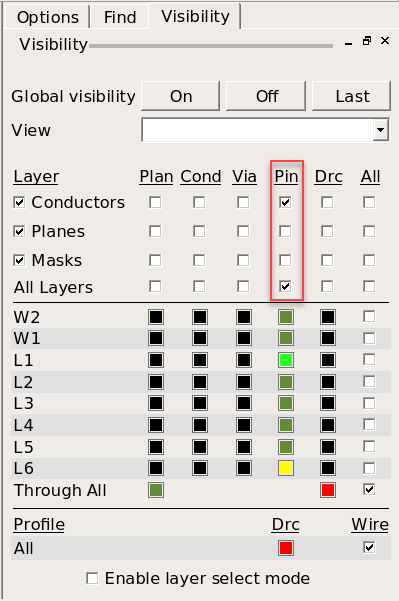 Options Find Visibility
Visibility
Global visibility On Off Last
View
Layer Plan Cond Via Pin Drc All
Conductors
Planes
Masks
All Layers
W2
W1
L1
L2
L3
L4
L5
L6
Through All
Profile Drc Wire
All
Enable layer select mode